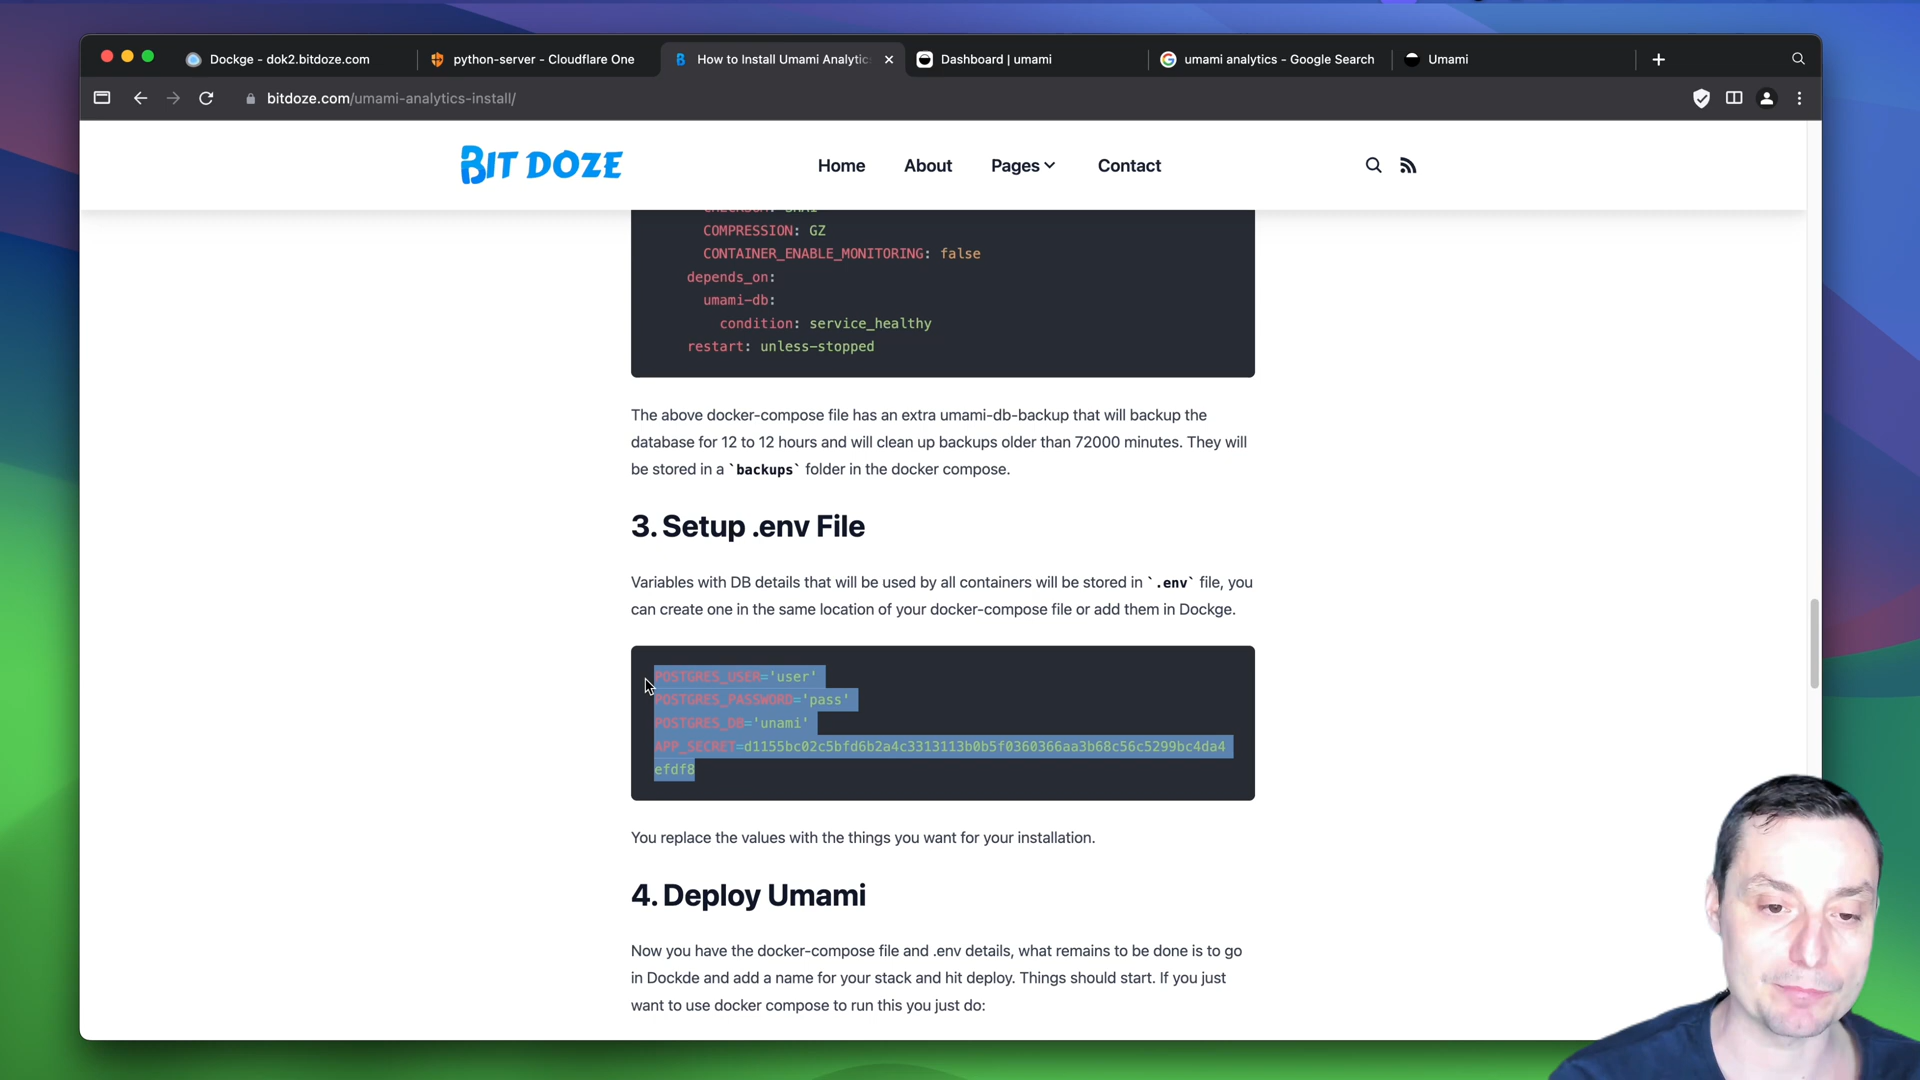 Dockge - dok2.bitdoze.com
python-server - Cloudflare One
How to Install Umami Analytic
Dashboard | umami
umami analytics - Google Search
Umami
bitdoze.com/umami-analytics-install/
BIT DOZE
Home
About
Pages
Contact
COMPRESSION: GZ
CONTAINER_ENABLE_MONITORING: false
depends_on:
umami-db:
condition: service_healthy
restart: unless-stopped
The above docker-compose file has an extra umami-db-backup that will backup the
database for 12 to 12 hours and will clean up backups older than 72000 minutes. They will
be stored in a `backups` folder in the docker compose.
3. Setup .env File
Variables with DB details that will be used by all containers will be stored in `.env` file, you
can create one in the same location of your docker-compose file or add them in Dockge.
POSTGRES_USER='user'
POSTGRES_PASSWORD='pass'
POSTGRES_DB='unami'
APP_SECRET=d1155bc02c5bfd6b2a4c3313113b0b5f0360366aa3b68c56c5299bc4da4
efdf8
You replace the values with the things you want for your installation.
4. Deploy Umami
Now you have the docker-compose file and .env details, what remains to be done is to go
in Dockde and add a name for your stack and hit deploy. Things should start. If you just
want to use docker compose to run this you just do: